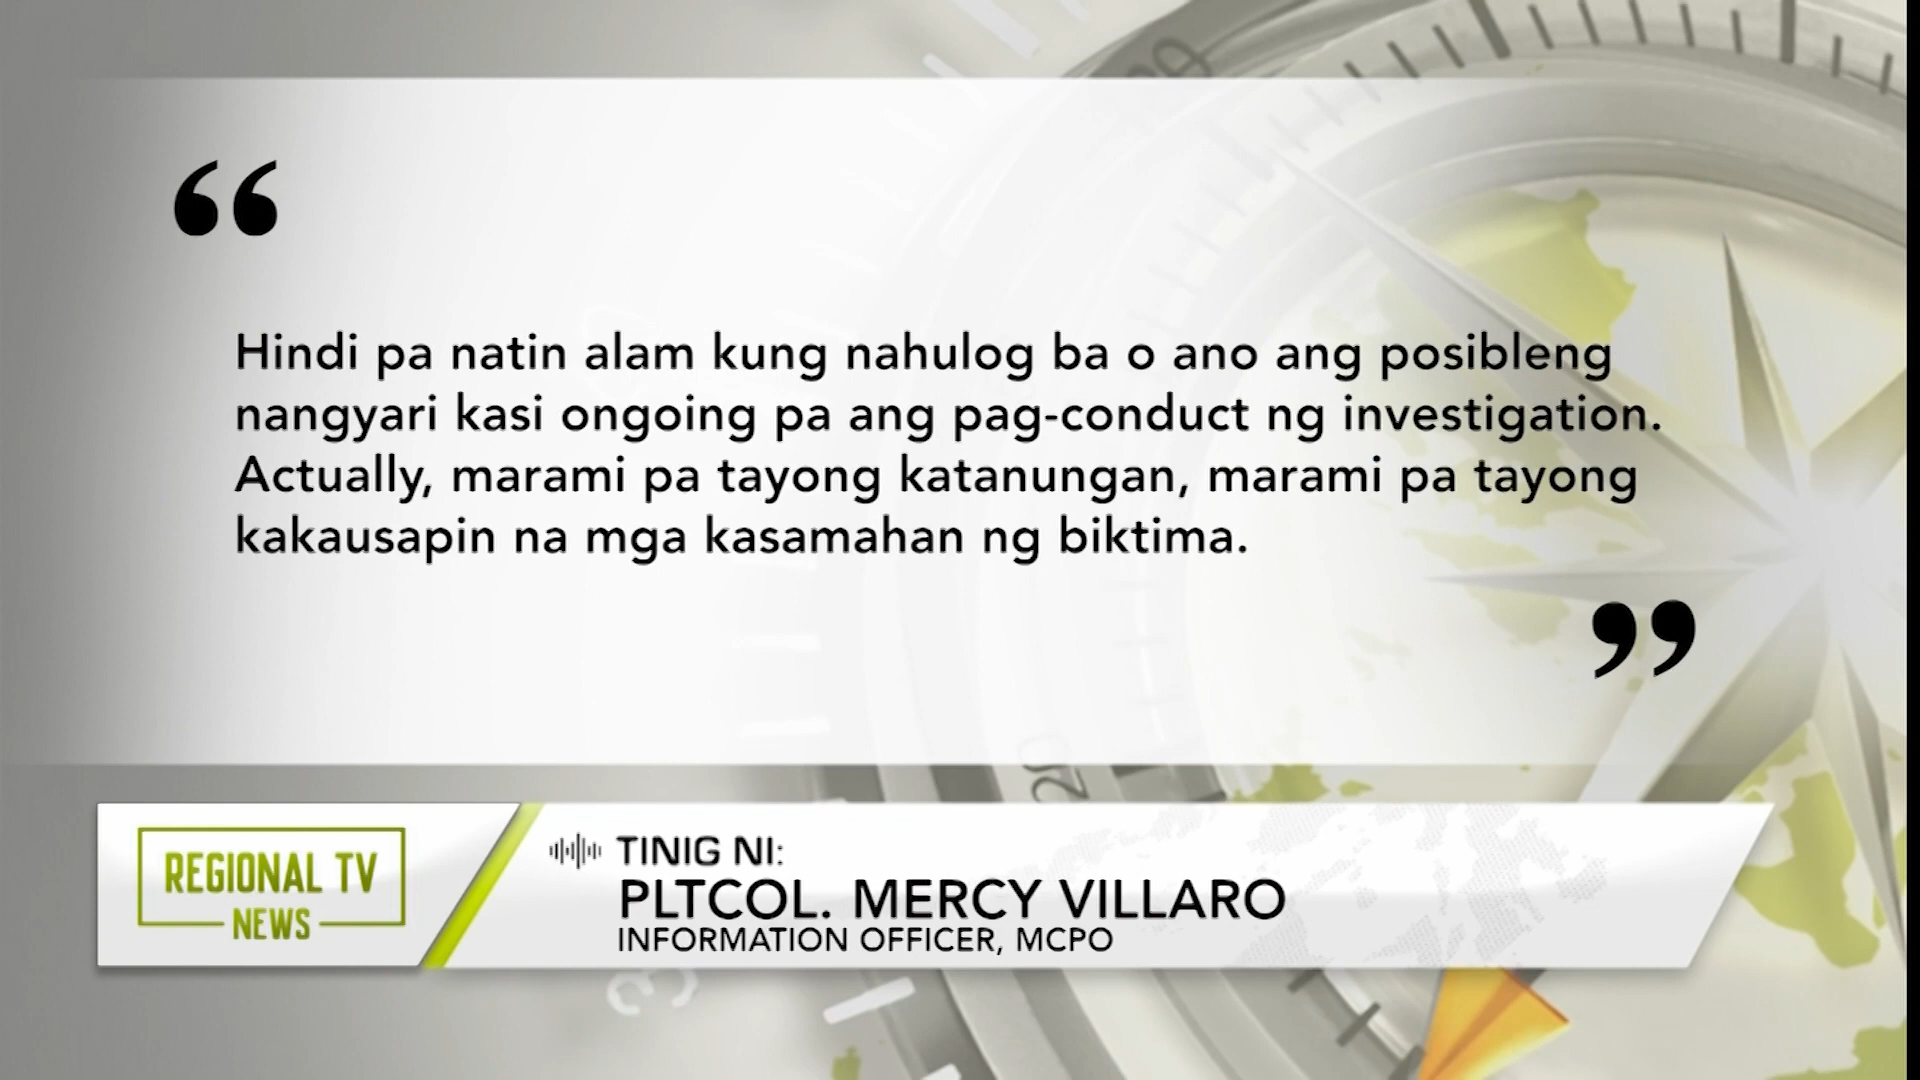 “
Hindi pa natin alam kung nahulog ba o ano ang posibleng
nangyari kasi ongoing pa ang pag-conduct ng investigation.
Actually, marami pa tayong katanungan, marami pa tayong
kakausapin na mga kasamahan ng biktima.
”
REGIONAL TV
NEWS
TINIG NI:
PLTCOL. MERCY VILLARO
INFORMATION OFFICER, MCPO